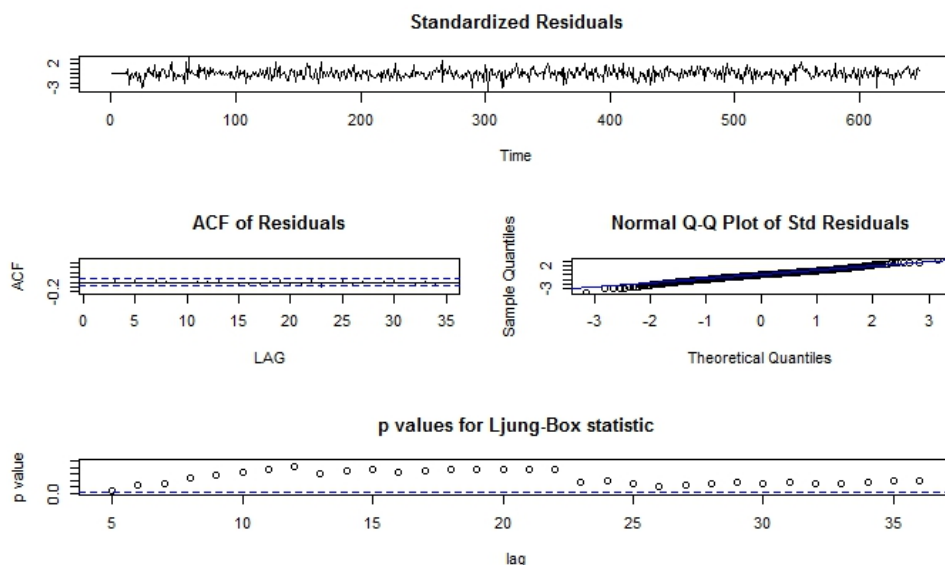 Standardized Residuals
2
-3
0 100 200 300 400 500 600
Time
ACF of Residuals
ACF
-0.2
0 5 10 15 20 25 30 35
LAG
Normal Q-Q Plot of Std Residuals
Sample Quantiles
2
-3
-3 -2 -1 0 1 2 3
Theoretical Quantiles
p values for Ljung-Box statistic
p value
0.0
5 10 15 20 25 30 35
lag